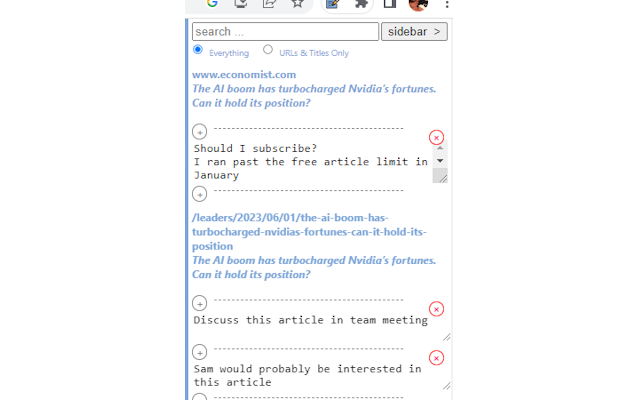 search ...
sidebar >
Everything
URLs & Titles Only
www.economist.com
The AI boom has turbocharged Nvidia's fortunes.
Can it hold its position?
Should I subscribe?
I ran past the free article limit in
January
/leaders/2023/06/01/the-ai-boom-has-
turbocharged-nvidias-fortunes-can-it-hold-its-
position
The AI boom has turbocharged Nvidia's fortunes.
Can it hold its position?
Discuss this article in team meeting
Sam would probably be interested in
this article